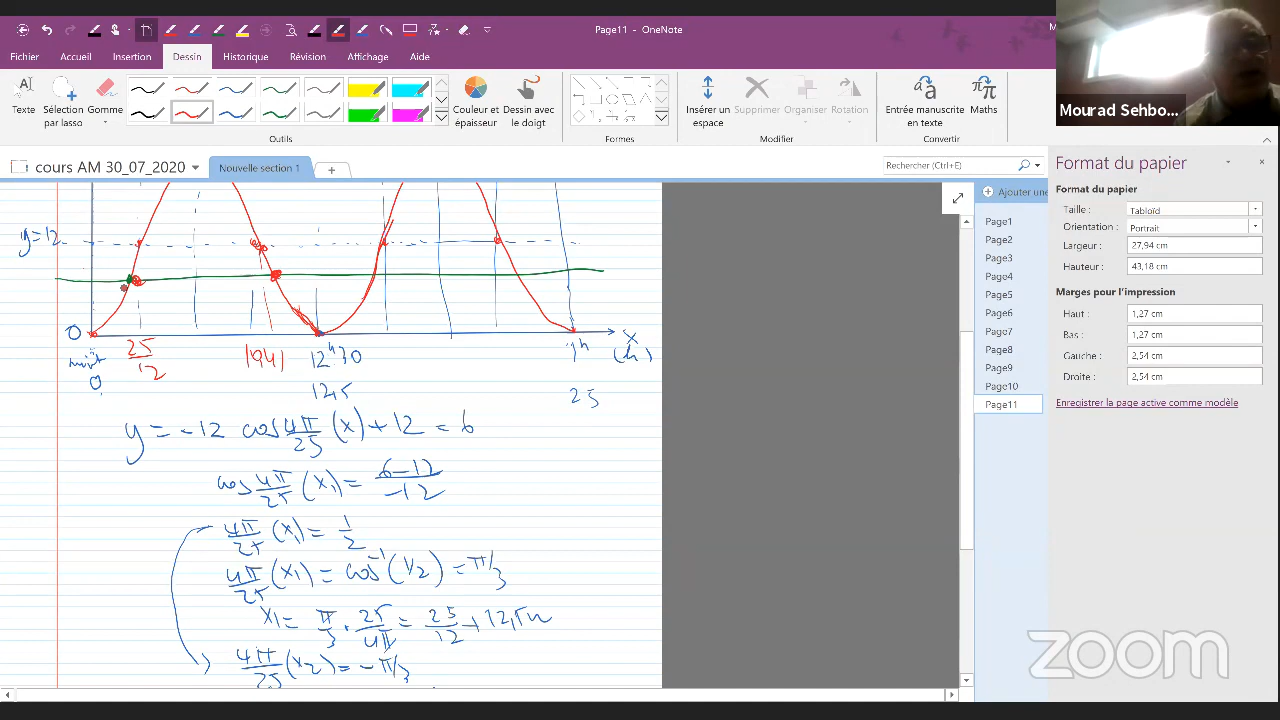 Page11 - OneNote
Fichier Accueil Insertion Dessin Historique Révision Affichage Aide
Texte Sélection par lasso Gomme Couleur et épaisseur Dessin avec le doigt Insérer un espace Supprimer Organiser Rotation Entrée manuscrite en texte Maths
Outils Formes Modifier Convertir
Mourad Sehbo...
cours AM 30_07_2020 Nouvelle section 1 +
Rechercher (Ctrl+E)
Format du papier
Ajouter une
Format du papier
Taille : Tabloïd
Orientation : Portrait
Largeur : 27,94 cm
Hauteur : 43,18 cm
Marges pour l'impression
Haut : 1,27 cm
Bas : 1,27 cm
Gauche : 2,54 cm
Droite : 2,54 cm
Enregistrer la page active comme modèle
Page1
Page2
Page3
Page4
Page5
Page6
Page7
Page8
Page9
Page10
Page11
y=12
0
x
(h)
25/12
12h30
0
12,5
25
y = -12 cos 4π/25 (x) + 12 = 6
cos 4π/25 (x1) = (6-12)/-12
4π/25 (x1) = 1/2
4π/25 (x1) = cos^-1 (1/2) = π/3
x1 = π/3 · 25/4π = 25/12 + 12,5n
4π/25 (x2) = -π/3
zoom